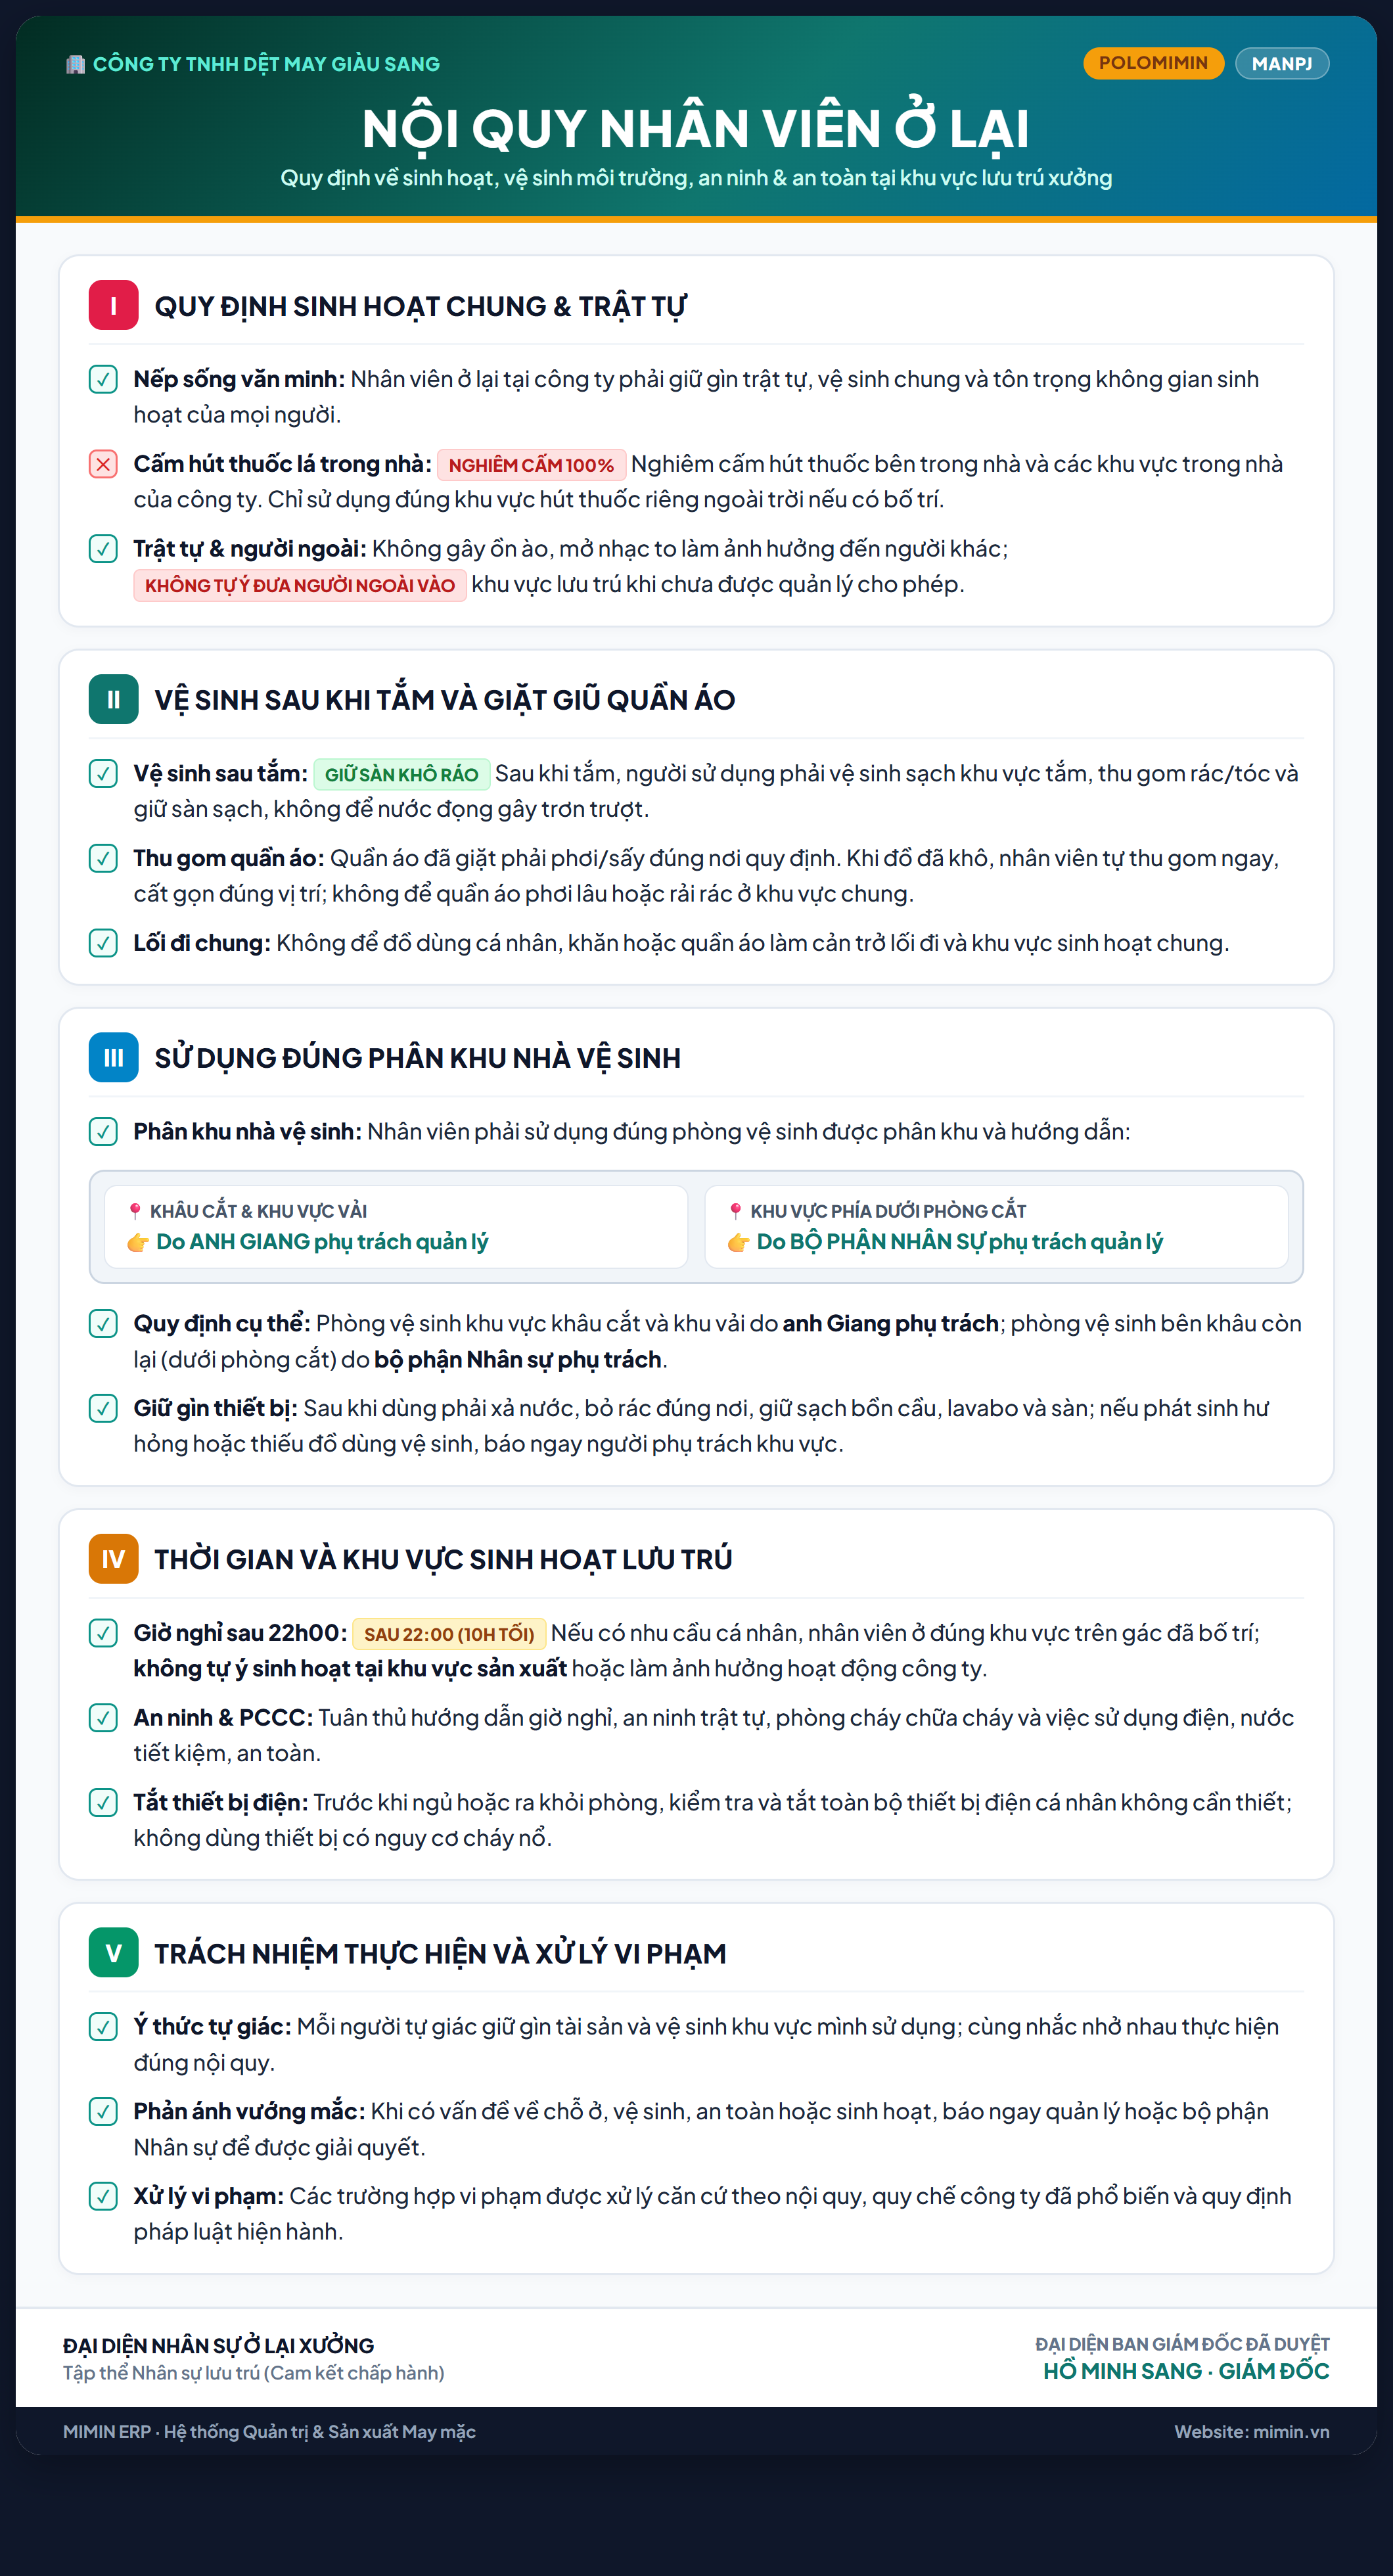 🏢 CÔNG TY TNHH DỆT MAY GIÀU SANG
POLOMIMIN
MANPJ
NỘI QUY NHÂN VIÊN Ở LẠI
Quy định về sinh hoạt, vệ sinh môi trường, an ninh & an toàn tại khu vực lưu trú xưởng
I QUY ĐỊNH SINH HOẠT CHUNG & TRẬT TỰ
✓ Nếp sống văn minh: Nhân viên ở lại tại công ty phải giữ gìn trật tự, vệ sinh chung và tôn trọng không gian sinh
hoạt của mọi người.
✕ Cấm hút thuốc lá trong nhà: NGHIÊM CẤM 100% Nghiêm cấm hút thuốc bên trong nhà và các khu vực trong nhà
của công ty. Chỉ sử dụng đúng khu vực hút thuốc riêng ngoài trời nếu có bố trí.
✓ Trật tự & người ngoài: Không gây ồn ào, mở nhạc to làm ảnh hưởng đến người khác;
KHÔNG TỰ Ý ĐƯA NGƯỜI NGOÀI VÀO khu vực lưu trú khi chưa được quản lý cho phép.
II VỆ SINH SAU KHI TẮM VÀ GIẶT GIŨ QUẦN ÁO
✓ Vệ sinh sau tắm: GIỮ SÀN KHÔ RÁO Sau khi tắm, người sử dụng phải vệ sinh sạch khu vực tắm, thu gom rác/tóc và
giữ sàn sạch, không để nước đọng gây trơn trượt.
✓ Thu gom quần áo: Quần áo đã giặt phải phơi/sấy đúng nơi quy định. Khi đồ đã khô, nhân viên tự thu gom ngay,
cất gọn đúng vị trí; không để quần áo phơi lâu hoặc rải rác ở khu vực chung.
✓ Lối đi chung: Không để đồ dùng cá nhân, khăn hoặc quần áo làm cản trở lối đi và khu vực sinh hoạt chung.
III SỬ DỤNG ĐÚNG PHÂN KHU NHÀ VỆ SINH
✓ Phân khu nhà vệ sinh: Nhân viên phải sử dụng đúng phòng vệ sinh được phân khu và hướng dẫn:
📍 KHÂU CẮT & KHU VỰC VẢI
👉 Do ANH GIANG phụ trách quản lý
📍 KHU VỰC PHÍA DƯỚI PHÒNG CẮT
👉 Do BỘ PHẬN NHÂN SỰ phụ trách quản lý
✓ Quy định cụ thể: Phòng vệ sinh khu vực khâu cắt và khu vải do anh Giang phụ trách; phòng vệ sinh bên khâu còn
lại (dưới phòng cắt) do bộ phận Nhân sự phụ trách.
✓ Giữ gìn thiết bị: Sau khi dùng phải xả nước, bỏ rác đúng nơi, giữ sạch bồn cầu, lavabo và sàn; nếu phát sinh hư
hỏng hoặc thiếu đồ dùng vệ sinh, báo ngay người phụ trách khu vực.
IV THỜI GIAN VÀ KHU VỰC SINH HOẠT LƯU TRÚ
✓ Giờ nghỉ sau 22h00: SAU 22:00 (10H TỐI) Nếu có nhu cầu cá nhân, nhân viên ở đúng khu vực trên gác đã bố trí;
không tự ý sinh hoạt tại khu vực sản xuất hoặc làm ảnh hưởng hoạt động công ty.
✓ An ninh & PCCC: Tuân thủ hướng dẫn giờ nghỉ, an ninh trật tự, phòng cháy chữa cháy và việc sử dụng điện, nước
tiết kiệm, an toàn.
✓ Tắt thiết bị điện: Trước khi ngủ hoặc ra khỏi phòng, kiểm tra và tắt toàn bộ thiết bị điện cá nhân không cần thiết;
không dùng thiết bị có nguy cơ cháy nổ.
V TRÁCH NHIỆM THỰC HIỆN VÀ XỬ LÝ VI PHẠM
✓ Ý thức tự giác: Mỗi người tự giác giữ gìn tài sản và vệ sinh khu vực mình sử dụng; cùng nhắc nhở nhau thực hiện
đúng nội quy.
✓ Phản ánh vướng mắc: Khi có vấn đề về chỗ ở, vệ sinh, an toàn hoặc sinh hoạt, báo ngay quản lý hoặc bộ phận
Nhân sự để được giải quyết.
✓ Xử lý vi phạm: Các trường hợp vi phạm được xử lý căn cứ theo nội quy, quy chế công ty đã phổ biến và quy định
pháp luật hiện hành.
ĐẠI DIỆN NHÂN SỰ Ở LẠI XƯỞNG
Tập thể Nhân sự lưu trú (Cam kết chấp hành)
ĐẠI DIỆN BAN GIÁM ĐỐC ĐÃ DUYỆT
HỒ MINH SANG · GIÁM ĐỐC
MIMIN ERP · Hệ thống Quản trị & Sản xuất May mặc
Website: mimin.vn